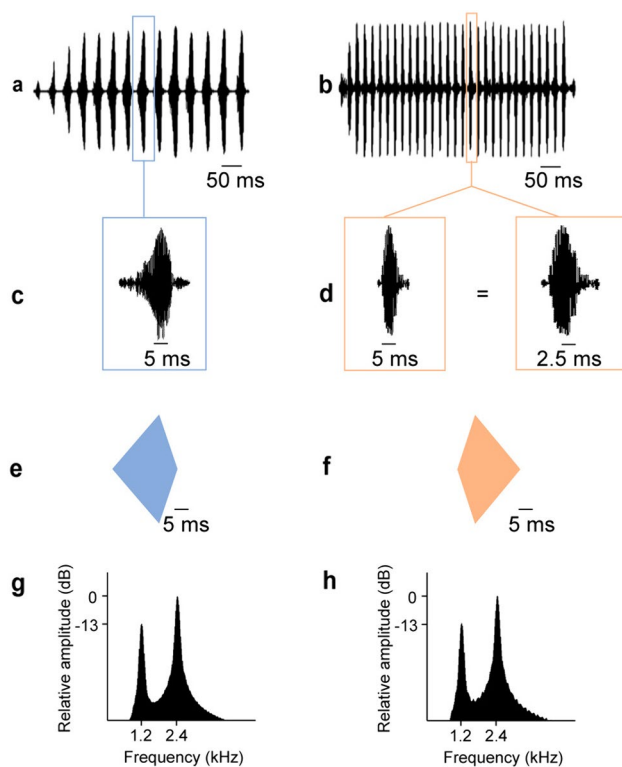 a
b
50 ms
50 ms
c
5 ms
d
5 ms
=
2.5 ms
e
5 ms
f
5 ms
g
Relative amplitude (dB)
0
-13
1.2
2.4
Frequency (kHz)
h
Relative amplitude (dB)
0
-13
1.2
2.4
Frequency (kHz)